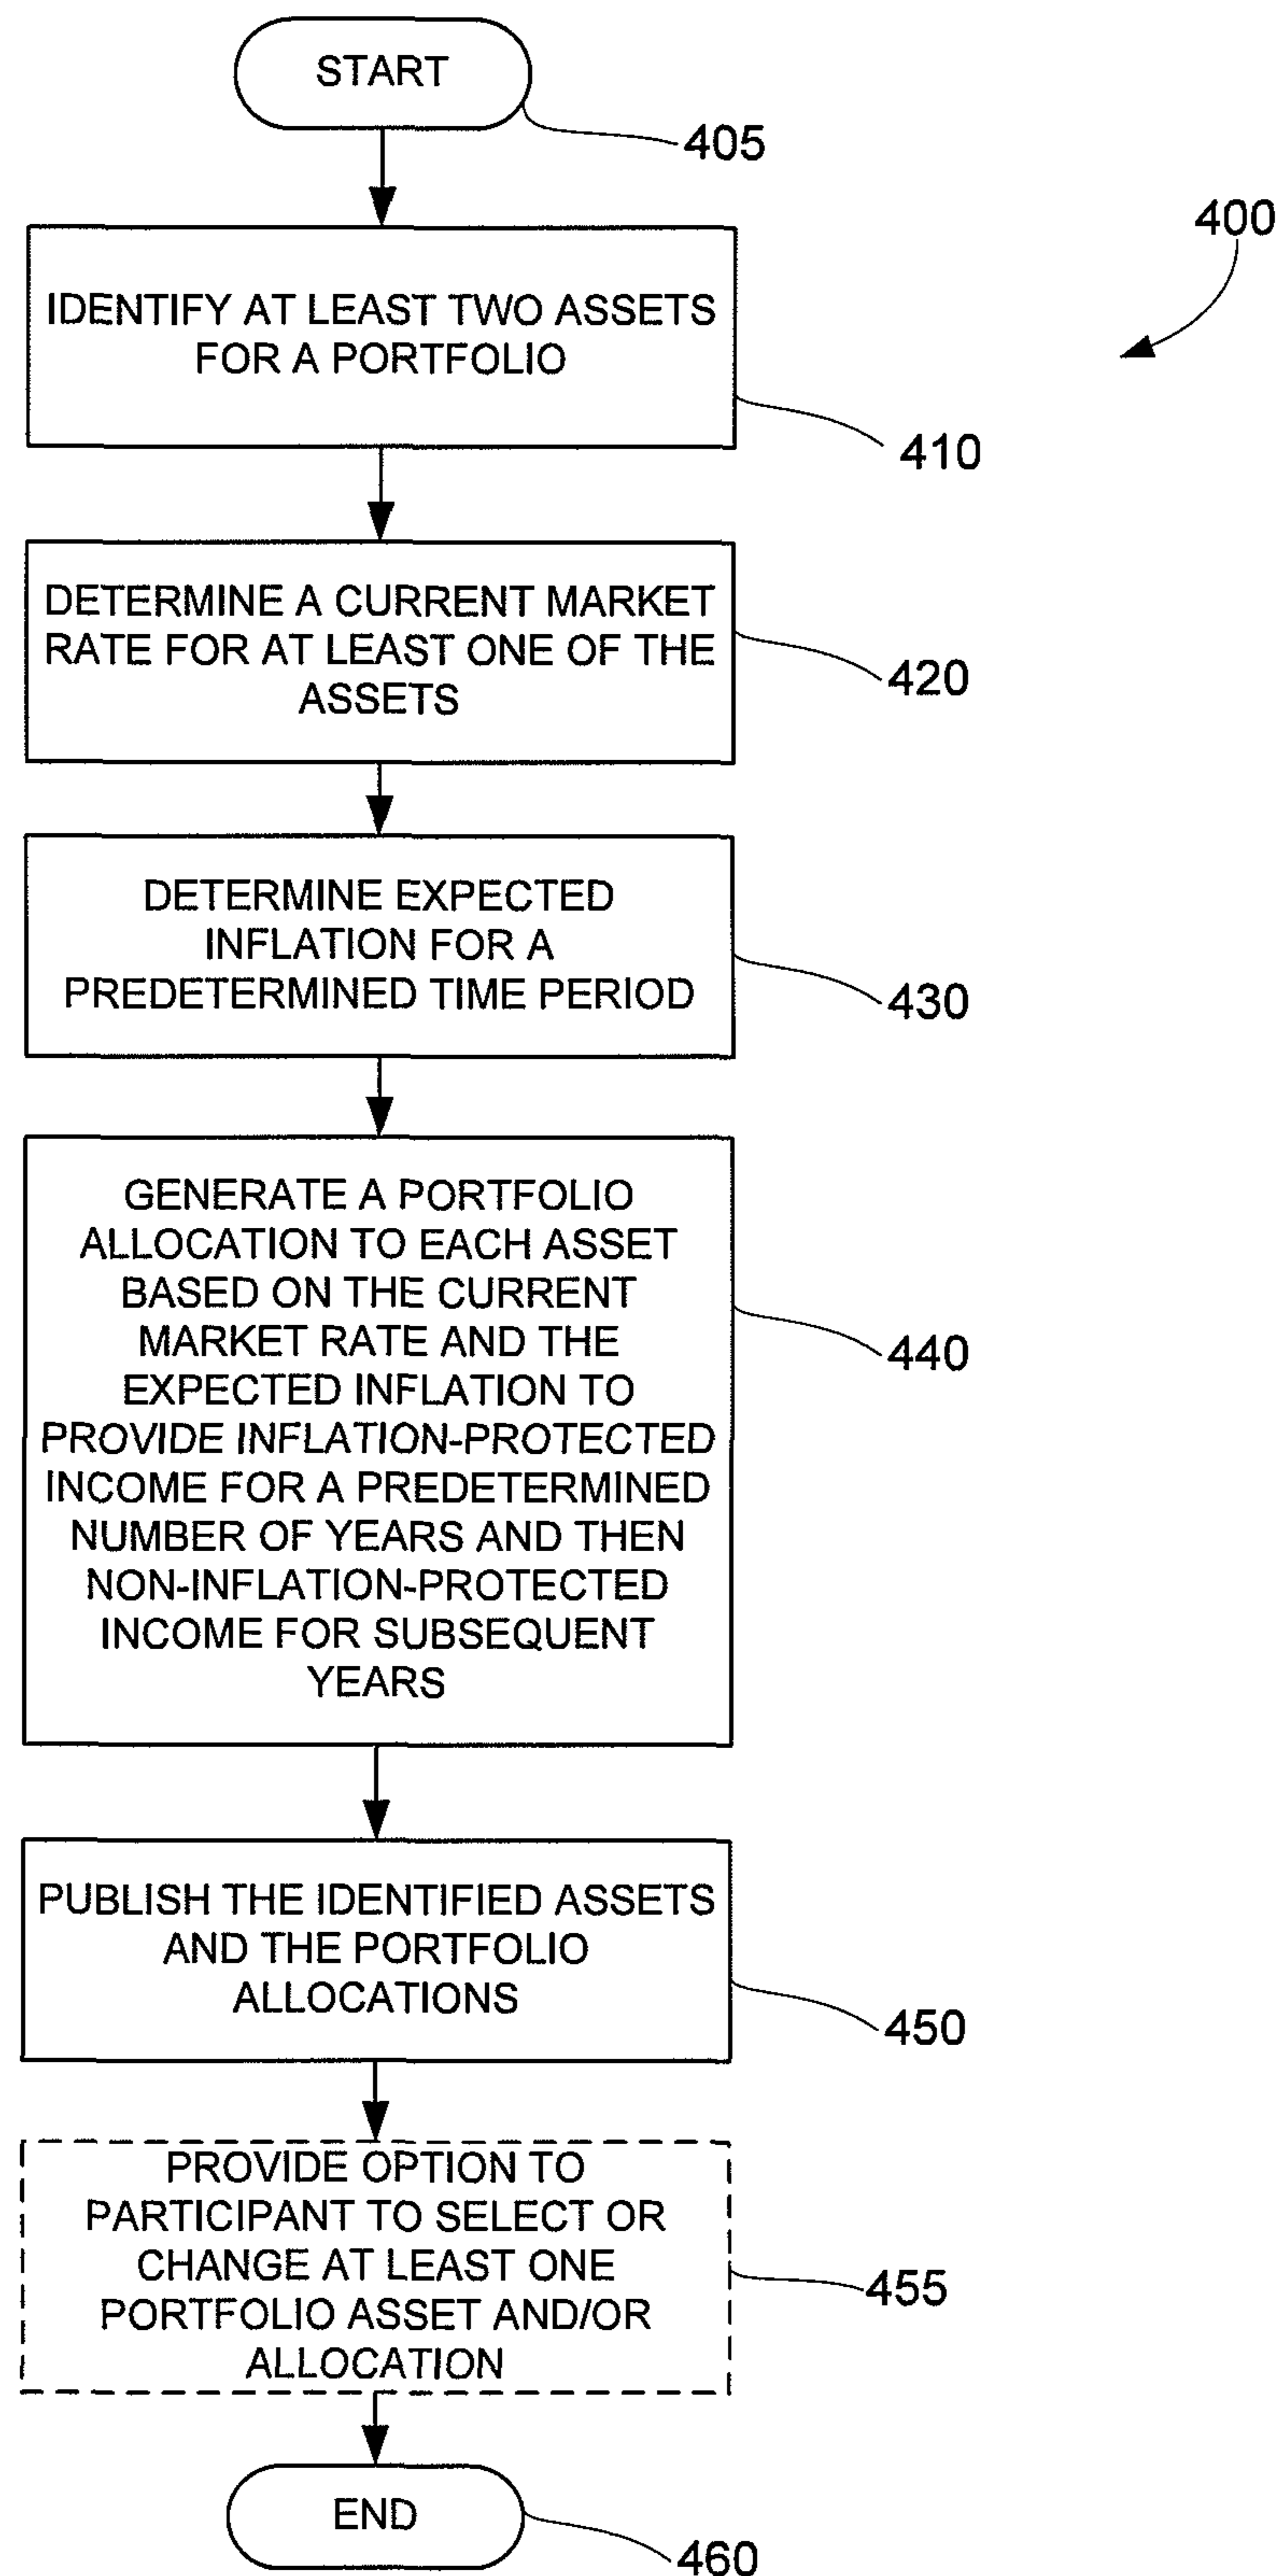 START
405
400
IDENTIFY AT LEAST TWO ASSETS
FOR A PORTFOLIO
410
DETERMINE A CURRENT MARKET
RATE FOR AT LEAST ONE OF THE
ASSETS
420
DETERMINE EXPECTED
INFLATION FOR A
PREDETERMINED TIME PERIOD
430
GENERATE A PORTFOLIO
ALLOCATION TO EACH ASSET
BASED ON THE CURRENT
MARKET RATE AND THE
EXPECTED INFLATION TO
PROVIDE INFLATION-PROTECTED
INCOME FOR A PREDETERMINED
NUMBER OF YEARS AND THEN
NON-INFLATION-PROTECTED
INCOME FOR SUBSEQUENT
YEARS
440
PUBLISH THE IDENTIFIED ASSETS
AND THE PORTFOLIO
ALLOCATIONS
450
PROVIDE OPTION TO
PARTICIPANT TO SELECT OR
CHANGE AT LEAST ONE
PORTFOLIO ASSET AND/OR
ALLOCATION
455
END
460